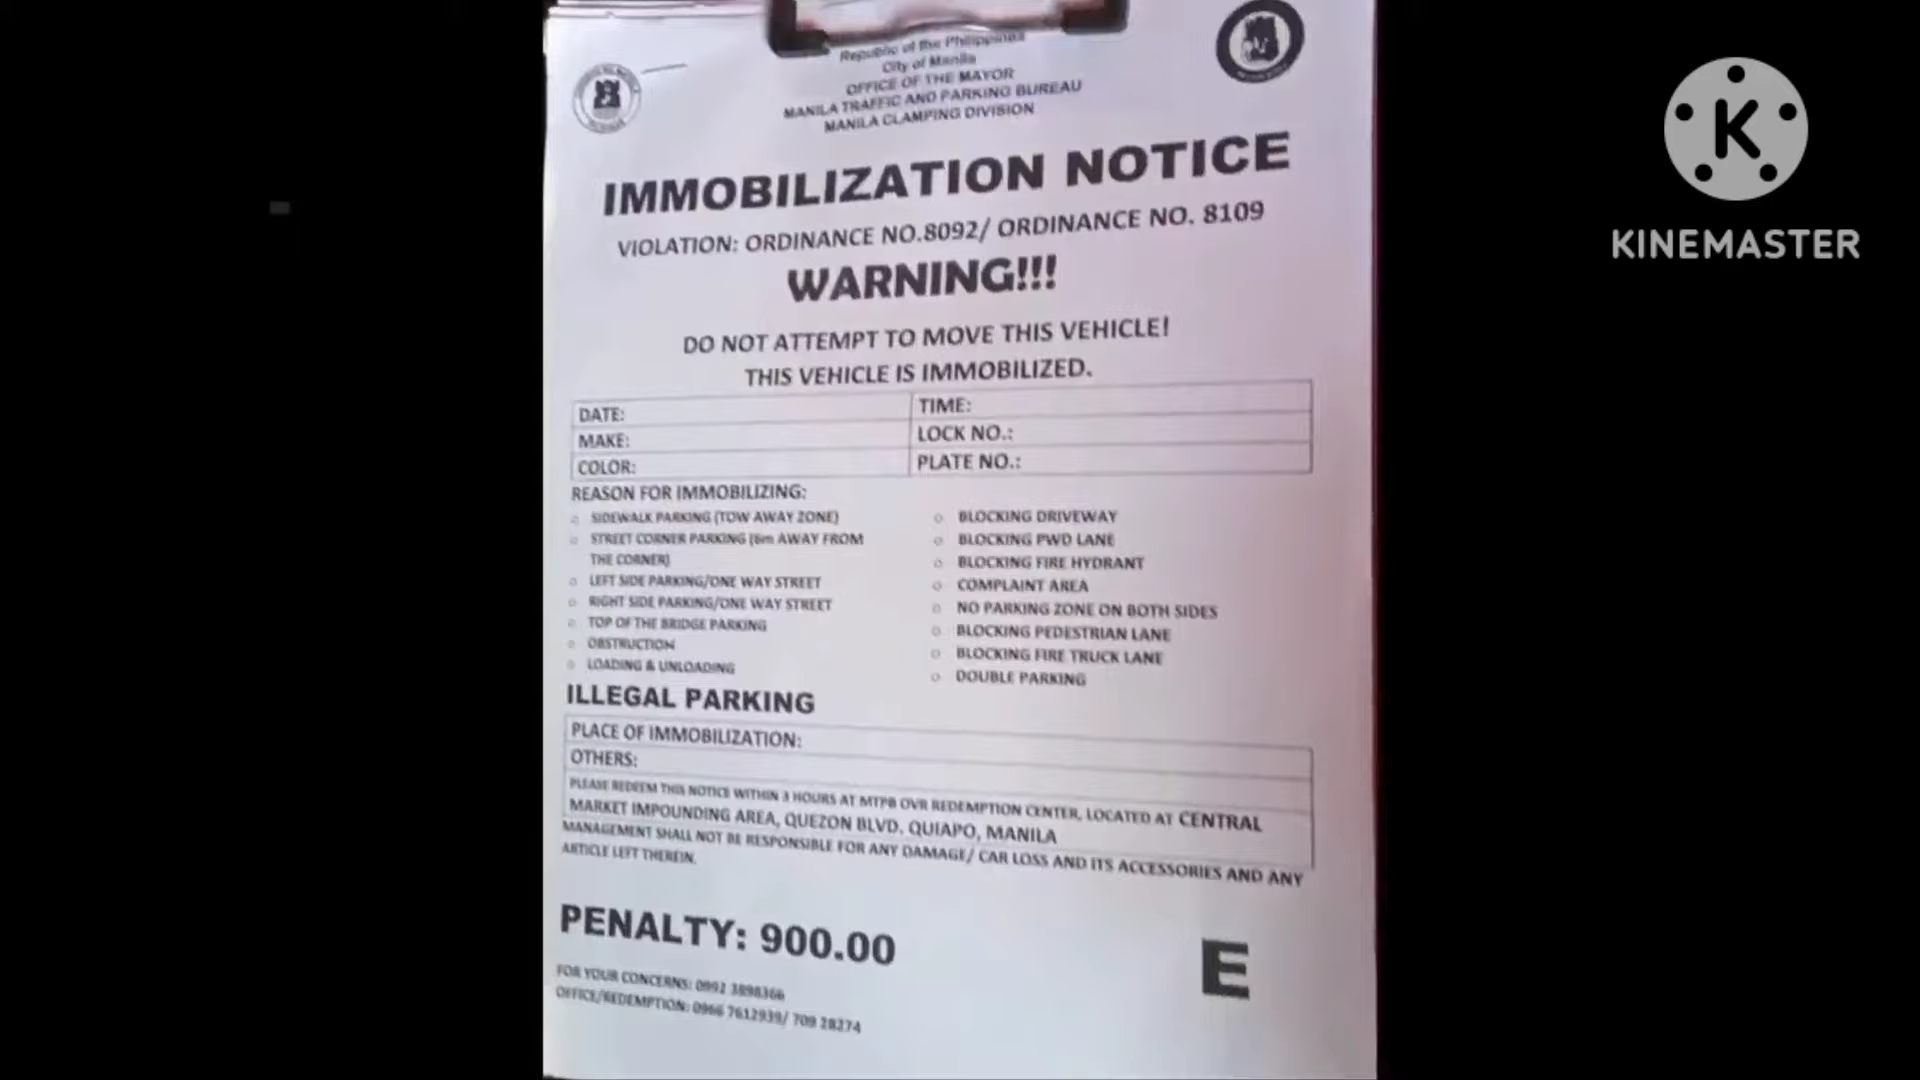 Republic of the Philippines
City of Manila
OFFICE OF THE MAYOR
MANILA TRAFFIC AND PARKING BUREAU
MANILA CLAMPING DIVISION
IMMOBILIZATION NOTICE
VIOLATION: ORDINANCE NO.8092/ ORDINANCE NO. 8109
WARNING!!!
DO NOT ATTEMPT TO MOVE THIS VEHICLE!
THIS VEHICLE IS IMMOBILIZED.
DATE: TIME:
MAKE: LOCK NO.:
COLOR: PLATE NO.:
REASON FOR IMMOBILIZING:
SIDEWALK PARKING (TOW AWAY ZONE)
STREET CORNER PARKING (6m AWAY FROM
THE CORNER)
LEFT SIDE PARKING/ONE WAY STREET
RIGHT SIDE PARKING/ONE WAY STREET
TOP OF THE BRIDGE PARKING
OBSTRUCTION
LOADING & UNLOADING
BLOCKING DRIVEWAY
BLOCKING PWD LANE
BLOCKING FIRE HYDRANT
COMPLAINT AREA
NO PARKING ZONE ON BOTH SIDES
BLOCKING PEDESTRIAN LANE
BLOCKING FIRE TRUCK LANE
DOUBLE PARKING
ILLEGAL PARKING
PLACE OF IMMOBILIZATION:
OTHERS:
PLEASE REDEEM THIS NOTICE WITHIN 3 HOURS AT MTPB OVR REDEMPTION CENTER, LOCATED AT CENTRAL
MARKET IMPOUNDING AREA, QUEZON BLVD. QUIAPO, MANILA
MANAGEMENT SHALL NOT BE RESPONSIBLE FOR ANY DAMAGE/ CAR LOSS AND ITS ACCESSORIES AND ANY
ARTICLE LEFT THEREIN.
PENALTY: 900.00
E
FOR YOUR CONCERNS: 0992 3898366
OFFICE/REDEMPTION: 0966 7612939/ 709 28274
K
KINEMASTER